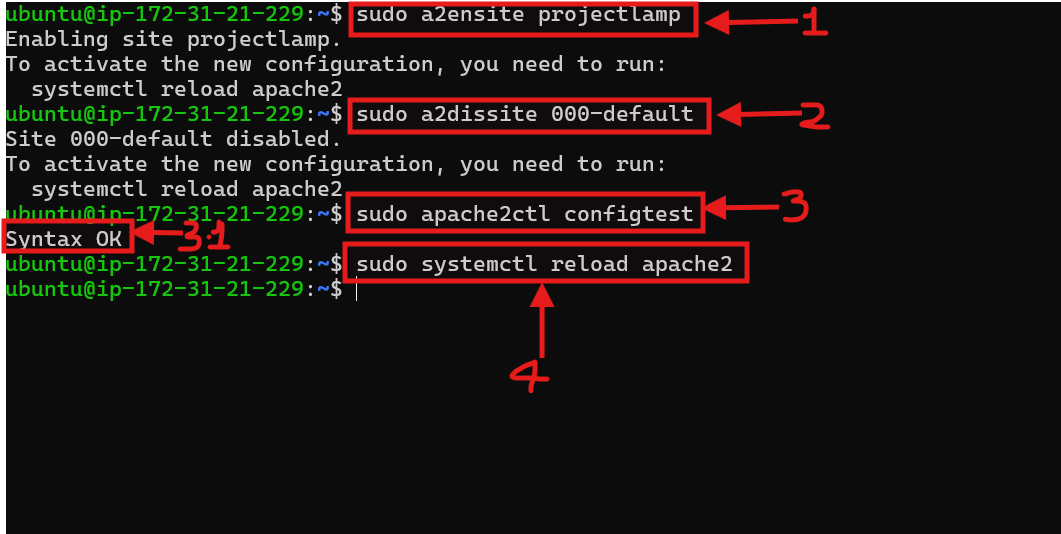 ubuntu@ip-172-31-21-229:~$ sudo a2ensite projectlamp 1
Enabling site projectlamp.
To activate the new configuration, you need to run:
  systemctl reload apache2
ubuntu@ip-172-31-21-229:~$ sudo a2dissite 000-default 2
Site 000-default disabled.
To activate the new configuration, you need to run:
  systemctl reload apache2
ubuntu@ip-172-31-21-229:~$ sudo apache2ctl configtest 3
Syntax OK 3.1
ubuntu@ip-172-31-21-229:~$ sudo systemctl reload apache2
ubuntu@ip-172-31-21-229:~$
4